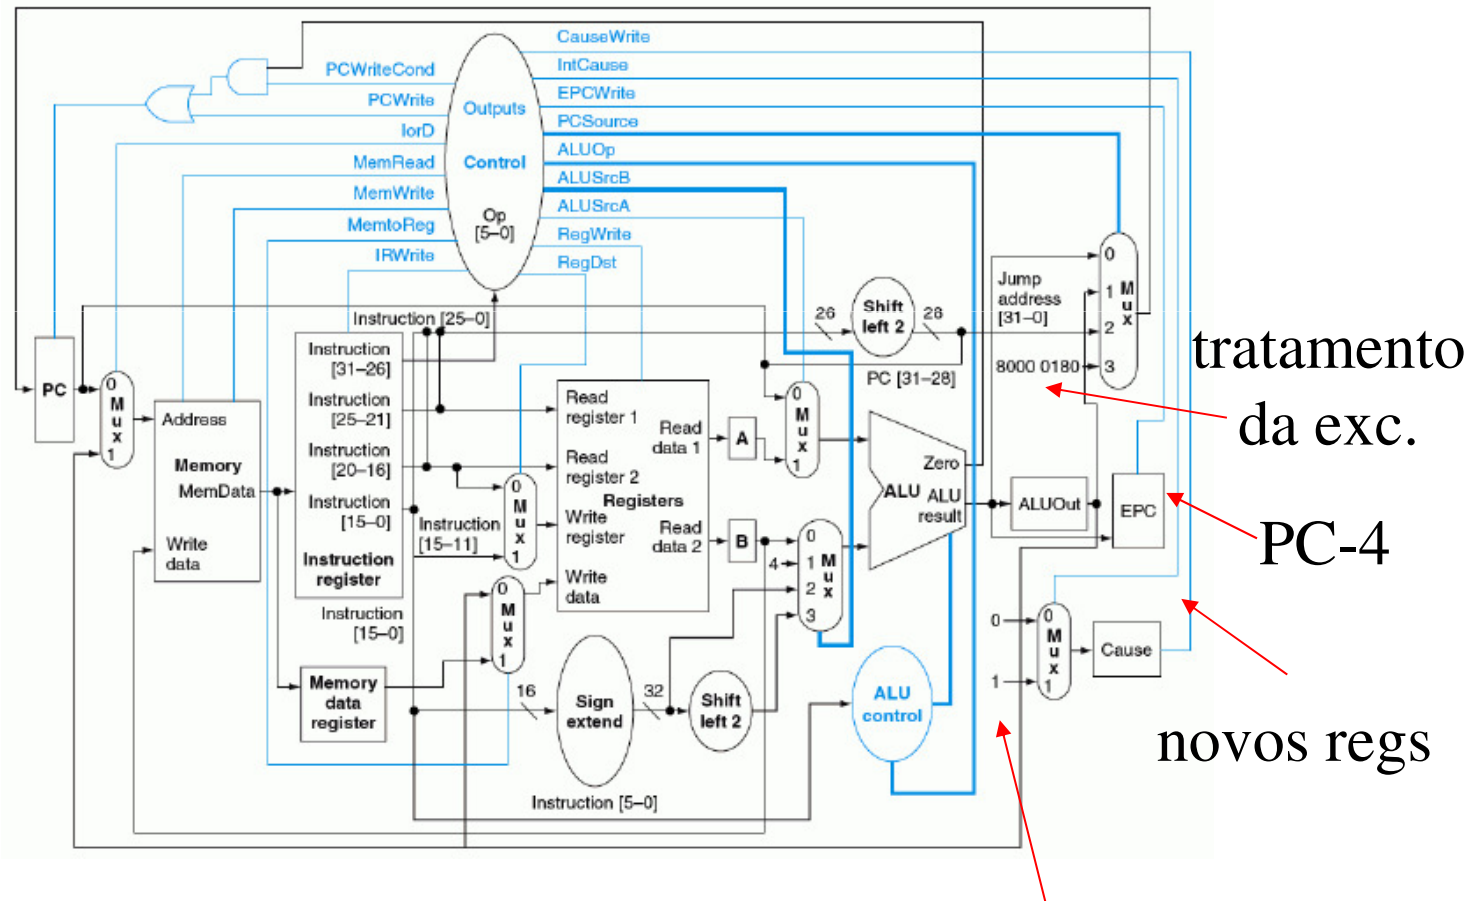 CauseWrite
IntCause
EPCWrite
PCSource
ALUOp
ALUSrcB
ALUSrcA
RegWrite
RegDst
PCWriteCond
PCWrite
IorD
MemRead
MemWrite
MemtoReg
IRWrite
Outputs
Control
Op
[5–0]
PC
0
M
u
x
1
Address
Memory
MemData
Write
data
Instruction [25–0]
Instruction
[31–26]
Instruction
[25–21]
Instruction
[20–16]
Instruction
[15–0]
Instruction
register
Instruction
[15–0]
Memory
data
register
Instruction
[15–11]
0
M
u
x
1
0
M
u
x
1
Read
register 1
Read
register 2
Registers
Write
register
Write
data
Read
data 1
Read
data 2
A
B
16
Sign
extend
32
Shift
left 2
Instruction [5–0]
26
Shift
left 2
28
PC [31–28]
0
M
u
x
1
4
0
1
2
3
M
u
x
Zero
ALU
ALU
result
ALU
control
ALUOut
Jump
address
[31–0]
8000 0180
0
1
2
3
M
u
x
EPC
0
1
0
M
u
x
1
Cause
tratamento
da exc.
PC-4
novos regs